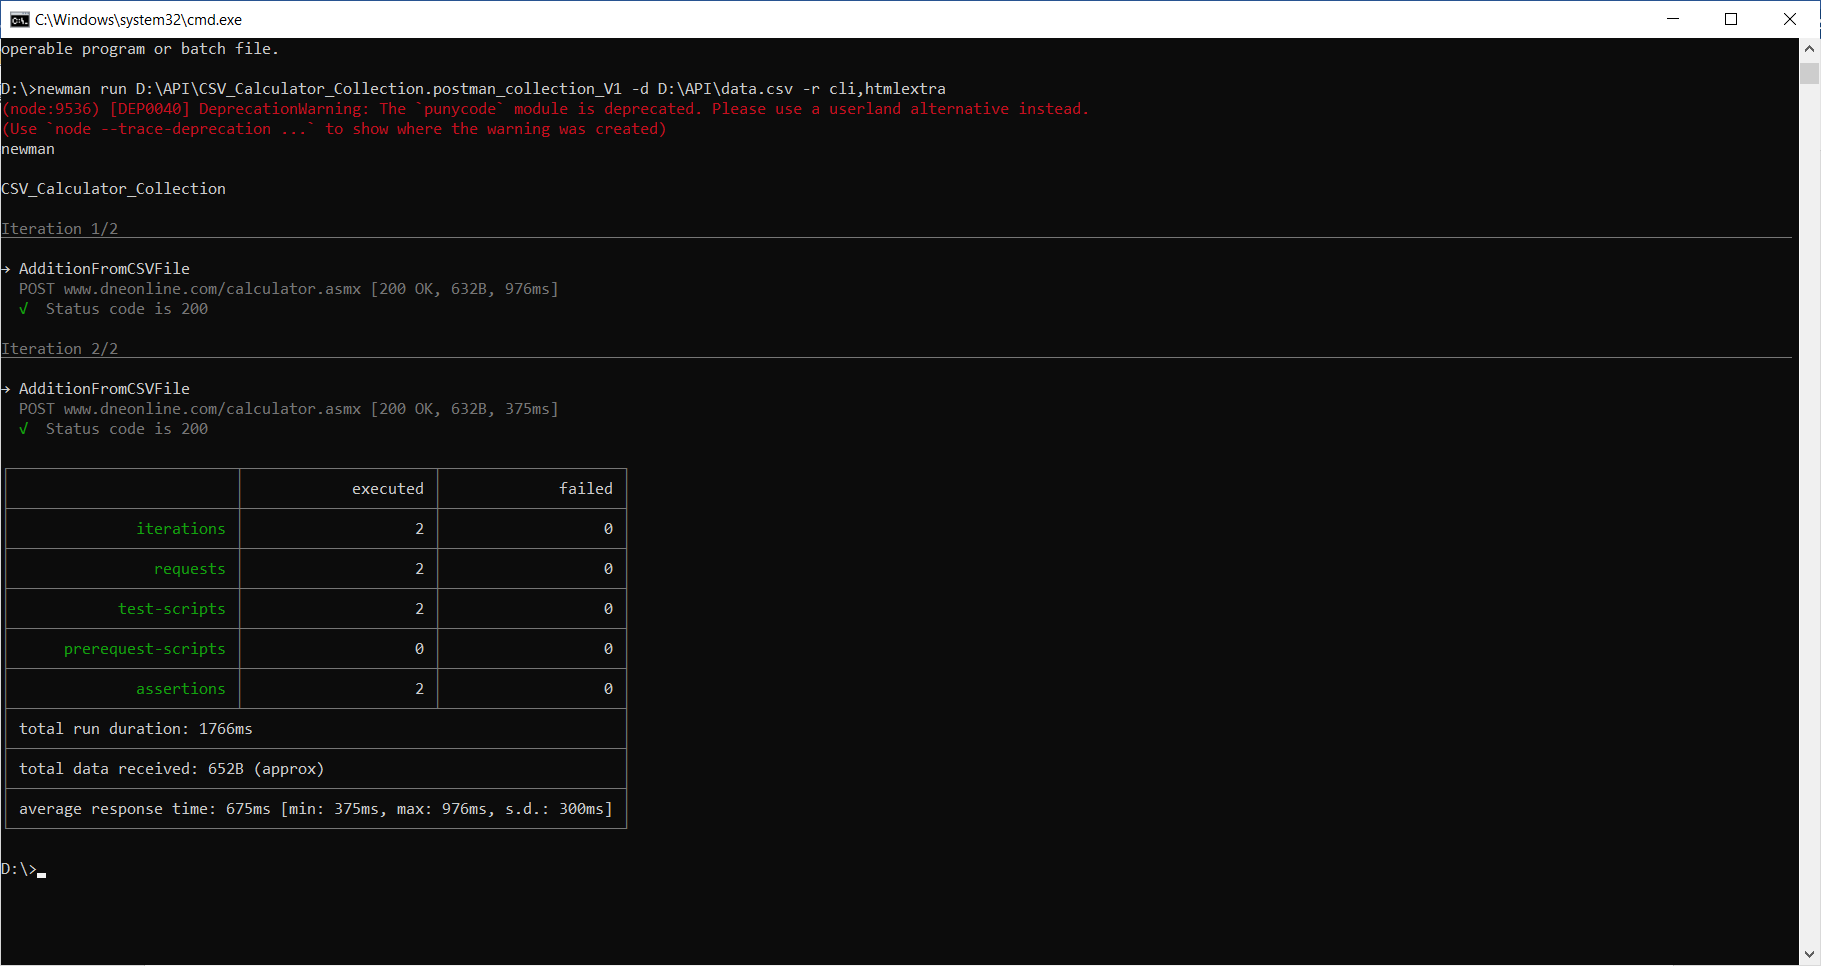 C:\Windows\system32\cmd.exe
operable program or batch file.
D:\>newman run D:\API\CSV_Calculator_Collection.postman_collection_V1 -d D:\API\data.csv -r cli,htmlextra
(node:9536) [DEP0040] DeprecationWarning: The `punycode` module is deprecated. Please use a userland alternative instead.
(Use `node --trace-deprecation ...` to show where the warning was created)
newman
CSV_Calculator_Collection
Iteration 1/2
→ AdditionFromCSVFile
POST www.dneonline.com/calculator.asmx [200 OK, 632B, 976ms]
√ Status code is 200
Iteration 2/2
→ AdditionFromCSVFile
POST www.dneonline.com/calculator.asmx [200 OK, 632B, 375ms]
√ Status code is 200
executed failed
iterations 2 0
requests 2 0
test-scripts 2 0
prerequest-scripts 0 0
assertions 2 0
total run duration: 1766ms
total data received: 652B (approx)
average response time: 675ms [min: 375ms, max: 976ms, s.d.: 300ms]
D:\>